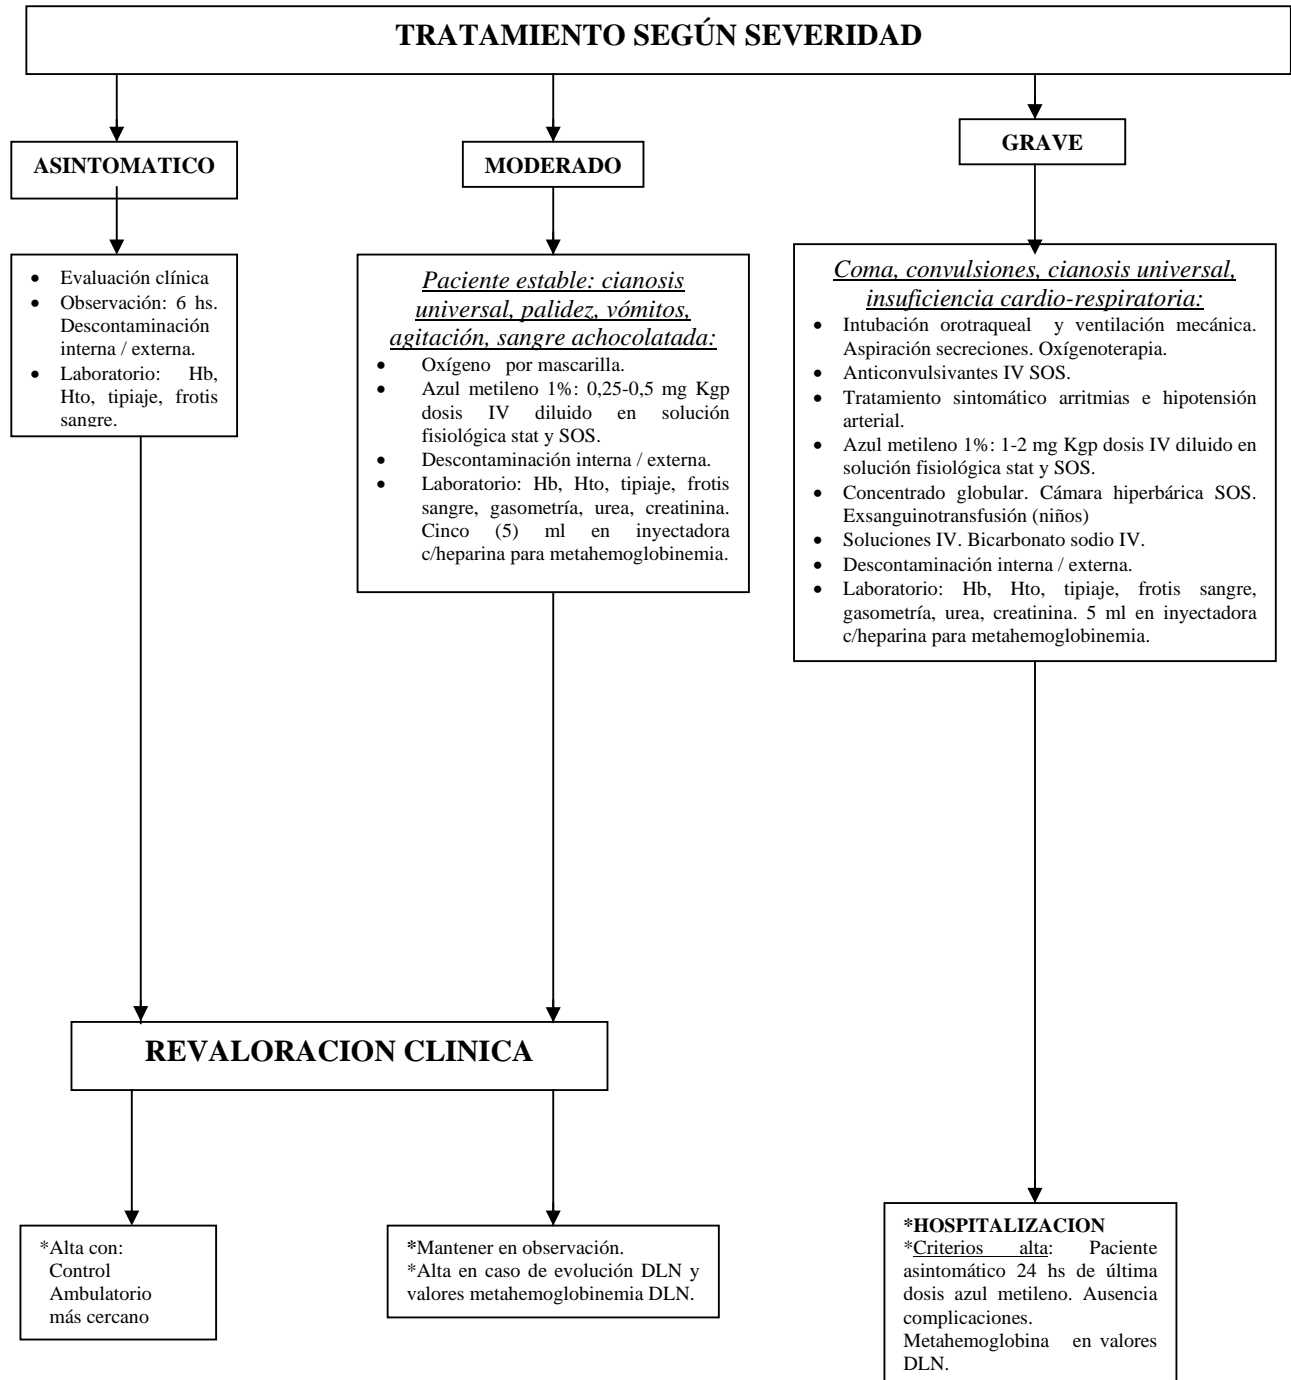 TRATAMIENTO SEGÚN SEVERIDAD
ASINTOMATICO
MODERADO
GRAVE
• Evaluación clínica
• Observación: 6 hs.
Descontaminación
interna / externa.
• Laboratorio: Hb,
Hto, tipiaje, frotis
sangre.
Paciente estable: cianosis
universal, palidez, vómitos,
agitación, sangre achocolatada:
• Oxígeno por mascarilla.
• Azul metileno 1%: 0,25-0,5 mg Kgp
dosis IV diluido en solución
fisiológica stat y SOS.
• Descontaminación interna / externa.
• Laboratorio: Hb, Hto, tipiaje, frotis
sangre, gasometría, urea, creatinina.
Cinco (5) ml en inyectadora
c/heparina para metahemoglobinemia.
Coma, convulsiones, cianosis universal,
insuficiencia cardio-respiratoria:
• Intubación orotraqueal y ventilación mecánica.
Aspiración secreciones. Oxígenoterapia.
• Anticonvulsivantes IV SOS.
• Tratamiento sintomático arritmias e hipotensión
arterial.
• Azul metileno 1%: 1-2 mg Kgp dosis IV diluido en
solución fisiológica stat y SOS.
• Concentrado globular. Cámara hiperbárica SOS.
Exsanguinotransfusión (niños)
• Soluciones IV. Bicarbonato sodio IV.
• Descontaminación interna / externa.
• Laboratorio: Hb, Hto, tipiaje, frotis sangre,
gasometría, urea, creatinina. 5 ml en inyectadora
c/heparina para metahemoglobinemia.
REVALORACION CLINICA
*Alta con:
Control
Ambulatorio
más cercano
*Mantener en observación.
*Alta en caso de evolución DLN y
valores metahemoglobinemia DLN.
*HOSPITALIZACION
*Criterios alta: Paciente
asintomático 24 hs de última
dosis azul metileno. Ausencia
complicaciones.
Metahemoglobina en valores
DLN.